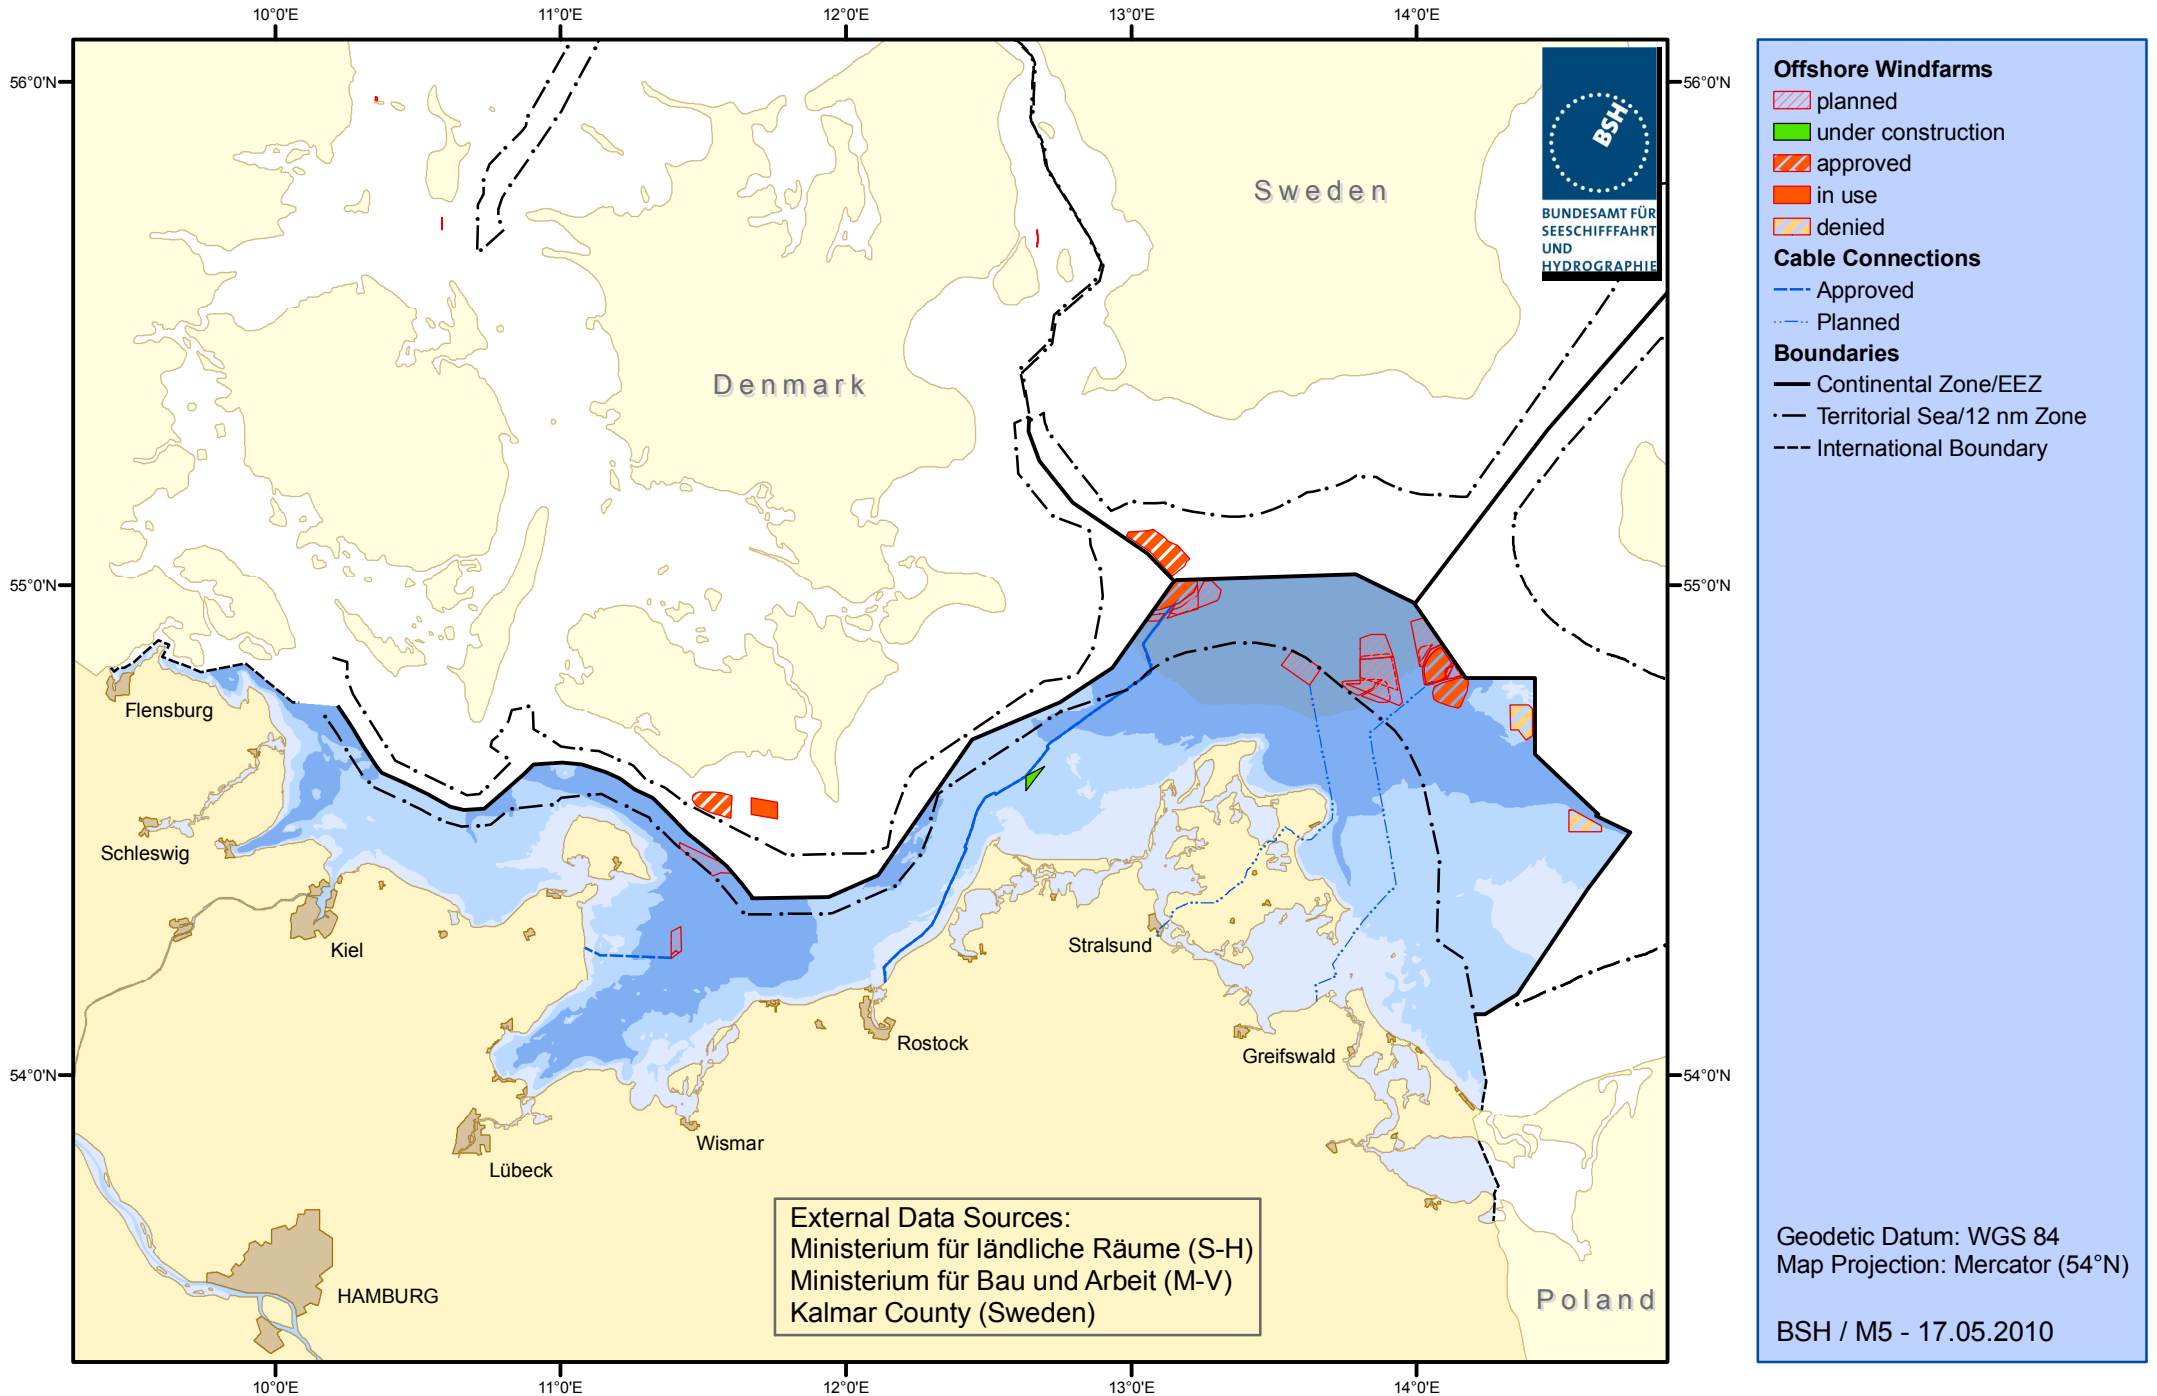 10°0'E 11°0'E 12°0'E 13°0'E 14°0'E
56°0'N 56°0'N
55°0'N 55°0'N
54°0'N 54°0'N
Sweden
Denmark
BSH
BUNDESAMT FÜR
SEESCHIFFFAHRT
UND
HYDROGRAPHIE
Flensburg
Schleswig
Kiel
Stralsund
Rostock
Greifswald
Wismar
Lübeck
HAMBURG
Poland
External Data Sources:
Ministerium für ländliche Räume (S-H)
Ministerium für Bau und Arbeit (M-V)
Kalmar County (Sweden)
10°0'E 11°0'E 12°0'E 13°0'E 14°0'E
Offshore Windfarms
planned
under construction
approved
in use
denied
Cable Connections
Approved
Planned
Boundaries
Continental Zone/EEZ
Territorial Sea/12 nm Zone
International Boundary
Geodetic Datum: WGS 84
Map Projection: Mercator (54°N)
BSH / M5 - 17.05.2010